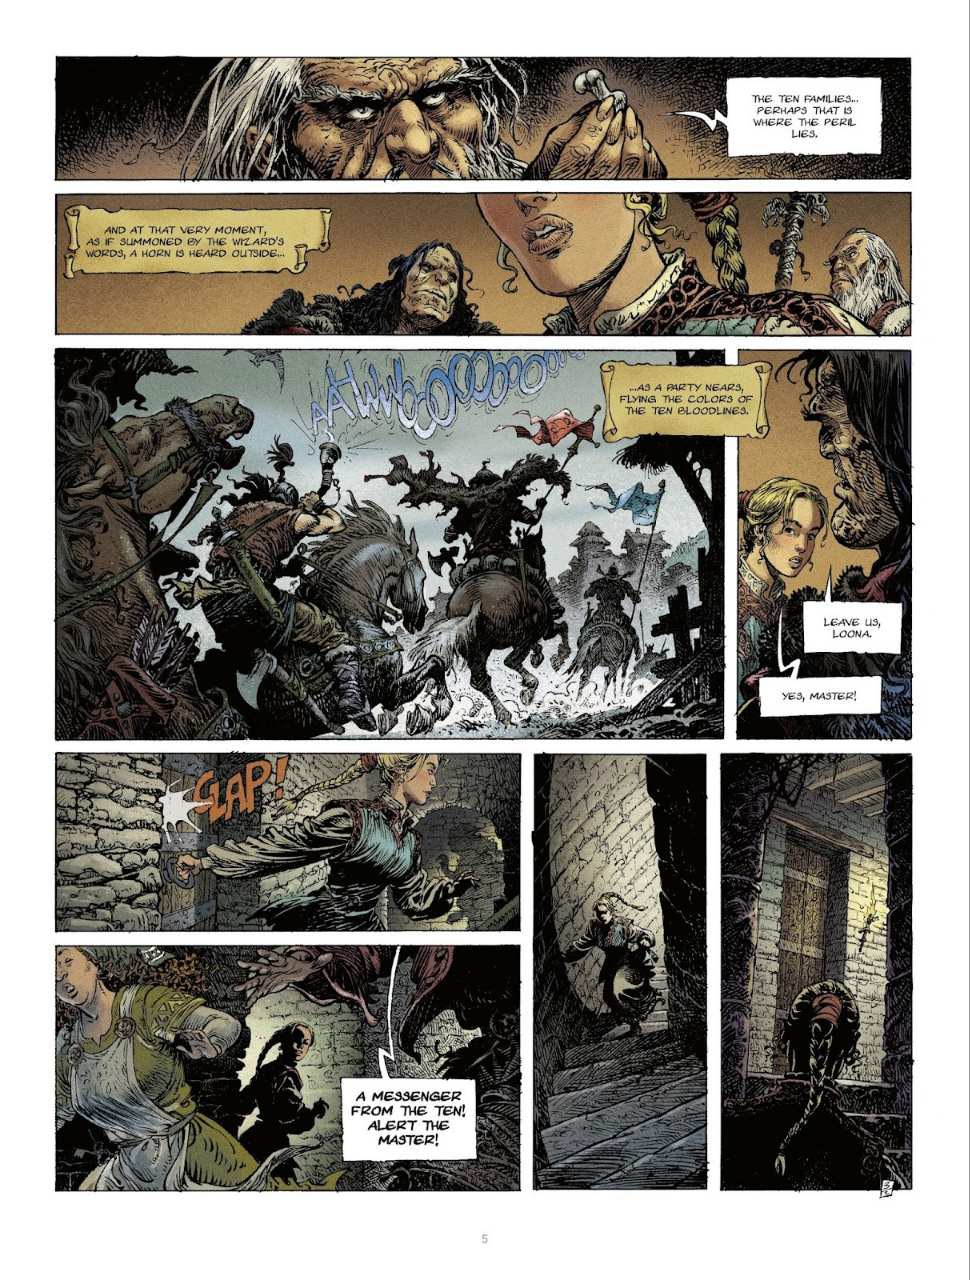 THE TEN FAMILIES...
PERHAPS THAT IS
WHERE THE PERIL
LIES.
AND AT THAT VERY MOMENT,
AS IF SUMMONED BY THE WIZARD'S
WORDS, A HORN IS HEARD OUTSIDE...
AAHWWOOOOOOOOOO
...AS A PARTY NEARS,
FLYING THE COLORS OF
THE TEN BLOODLINES.
LEAVE US,
LOONA.
YES, MASTER!
CLAP!
A MESSENGER
FROM THE TEN!
ALERT THE
MASTER!
5